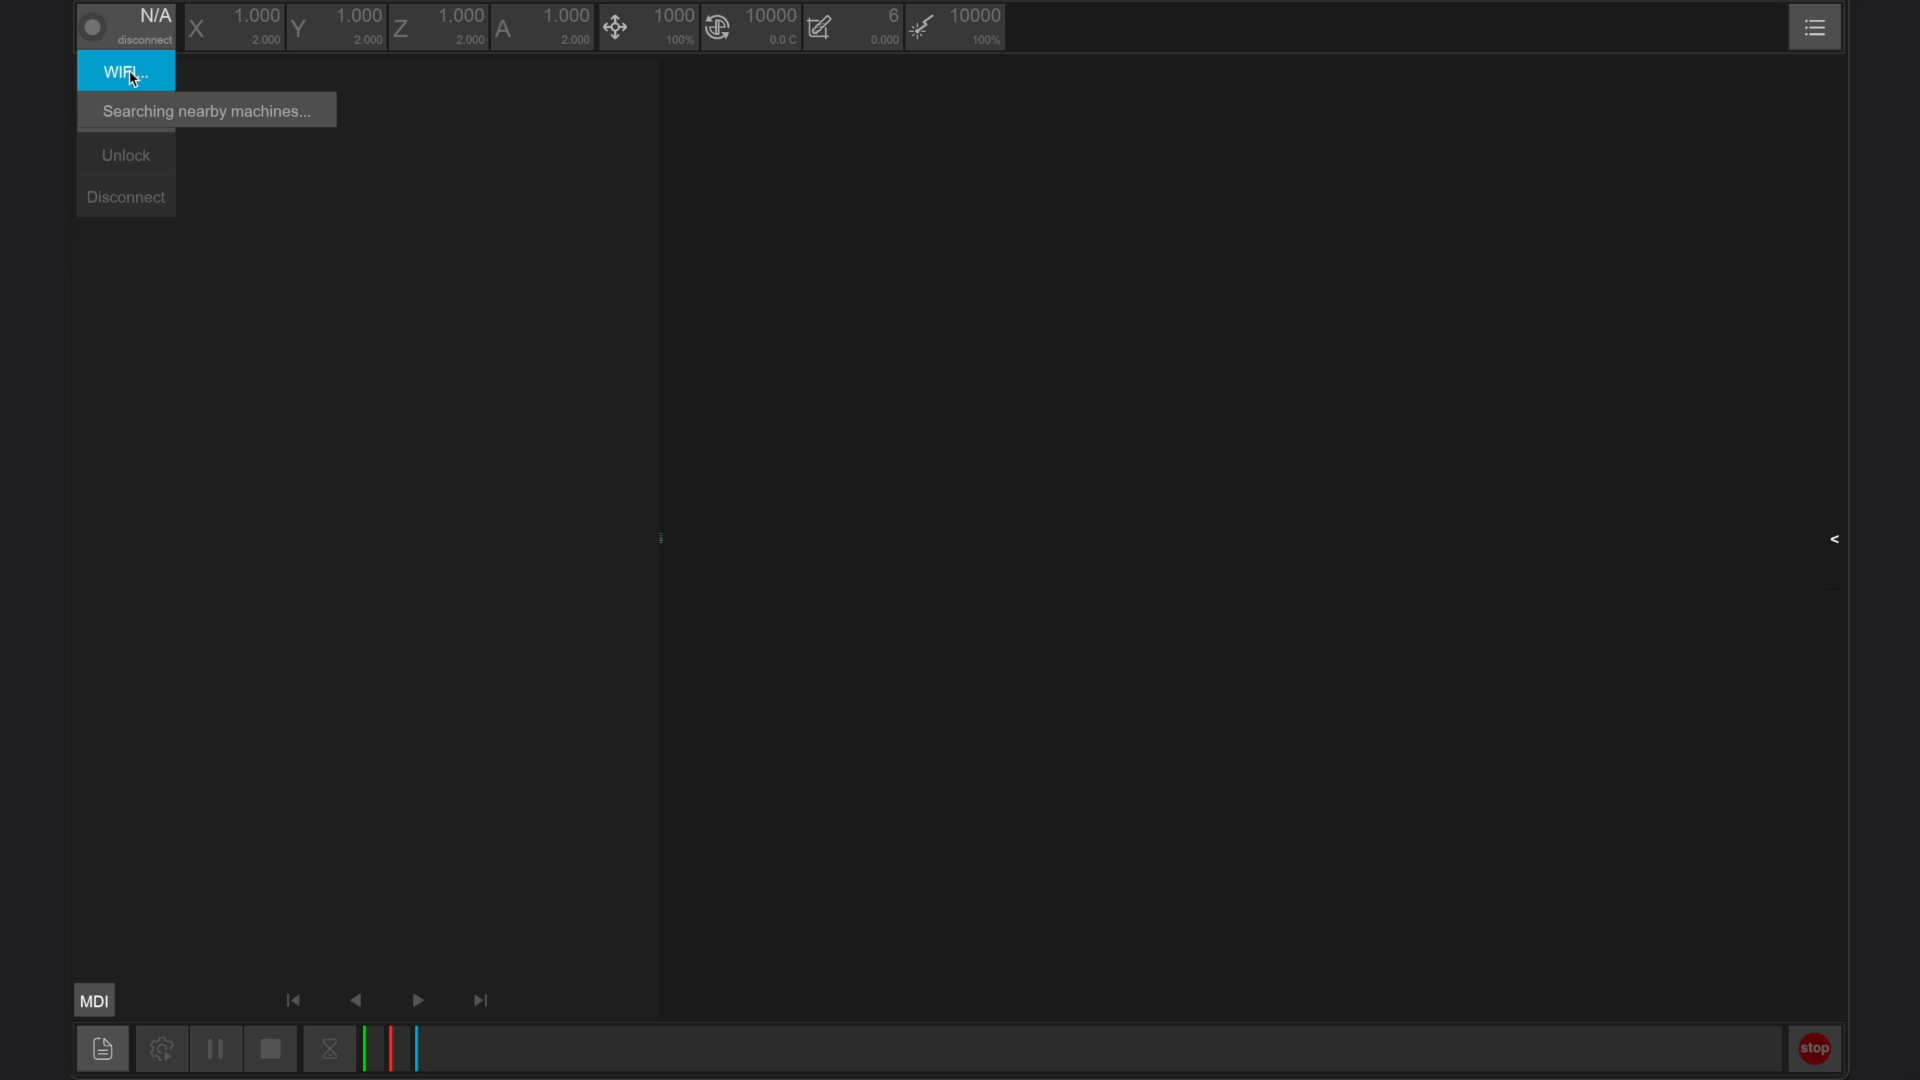 N/A
disconnect
X 1.000
2.000
Y 1.000
2.000
Z 1.000
2.000
A 1.000
2.000
1000
100%
10000
0.0 C
6
0.000
10000
100%
WIFI...
Searching nearby machines...
Unlock
Disconnect
<
MDI
stop